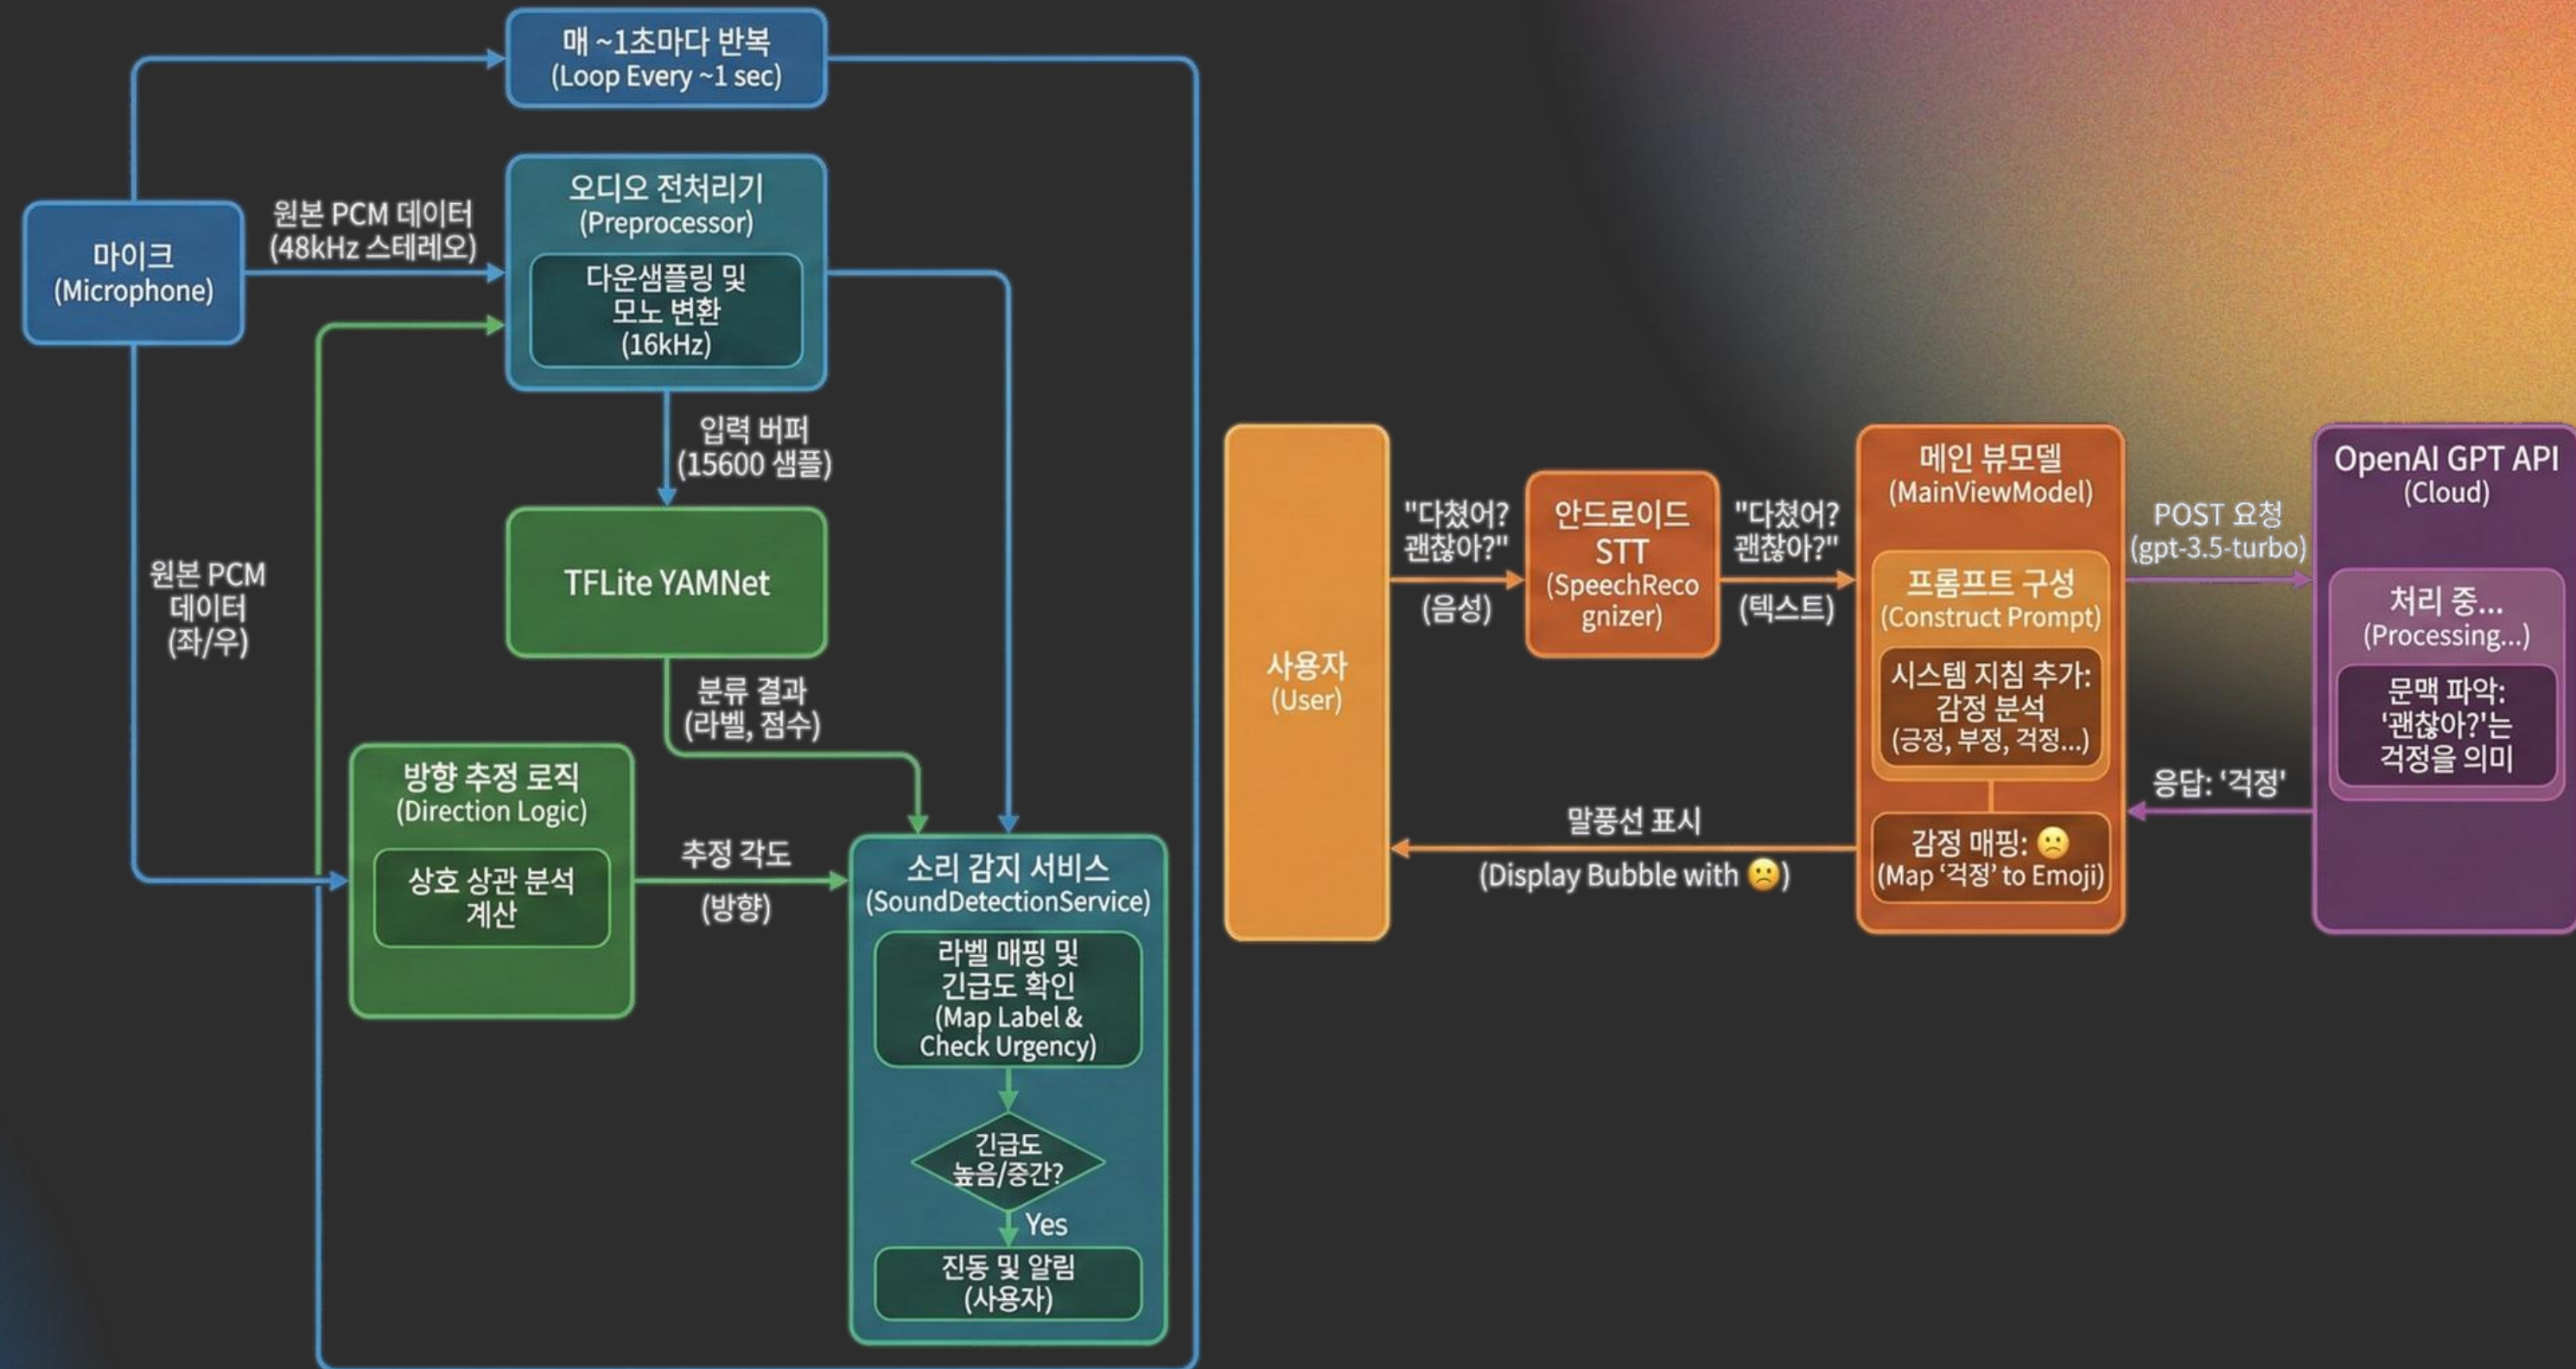 매 ~1초마다 반복
(Loop Every ~1 sec)
마이크
(Microphone)
원본 PCM 데이터
(48kHz 스테레오)
오디오 전처리기
(Preprocessor)
다운샘플링 및
모노 변환
(16kHz)
입력 버퍼
(15600 샘플)
TFLite YAMNet
원본 PCM
데이터
(좌/우)
분류 결과
(라벨, 점수)
방향 추정 로직
(Direction Logic)
상호 상관 분석
계산
추정 각도
(방향)
소리 감지 서비스
(SoundDetectionService)
라벨 매핑 및
긴급도 확인
(Map Label &
Check Urgency)
긴급도
높음/중간?
Yes
진동 및 알림
(사용자)
사용자
(User)
"다쳤어?
괜찮아?"
(음성)
안드로이드
STT
(SpeechReco
gnizer)
"다쳤어?
괜찮아?"
(텍스트)
메인 뷰모델
(MainViewModel)
프롬프트 구성
(Construct Prompt)
시스템 지침 추가:
감정 분석
(긍정, 부정, 걱정...)
감정 매핑: 🙁
(Map ‘걱정’ to Emoji)
POST 요청
(gpt-3.5-turbo)
응답: ‘걱정'
말풍선 표시
(Display Bubble with 🙁)
OpenAI GPT API
(Cloud)
처리 중...
(Processing...)
문맥 파악:
‘괜찮아?'는
걱정을 의미